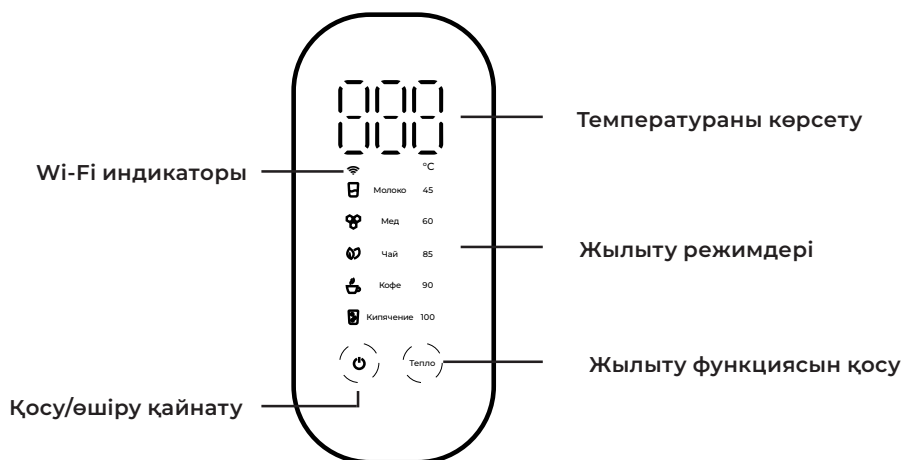 888
Температураны көрсету
Wi-Fi индикаторы
°C
Молоко 45
Мед 60
Жылыту режимдері
Чай 85
Кофе 90
Кипячение 100
Тепло
Жылыту функциясын қосу
Қосу/өшіру қайнату